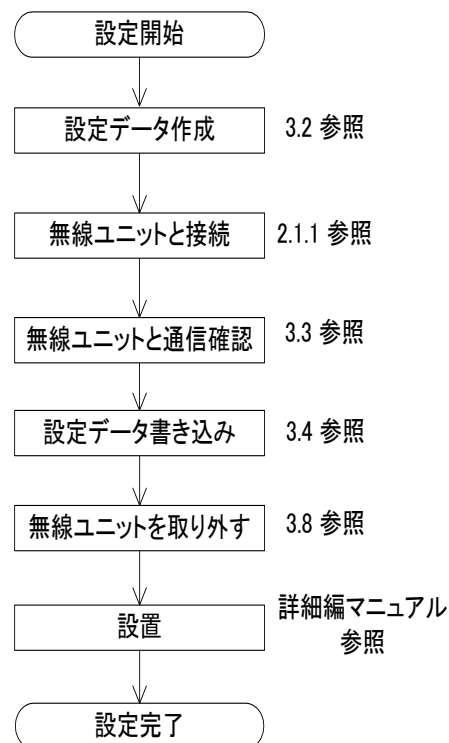 設定開始
設定データ作成 3.2 参照
無線ユニットと接続 2.1.1 参照
無線ユニットと通信確認 3.3 参照
設定データ書き込み 3.4 参照
無線ユニットを取り外す 3.8 参照
設置
詳細編マニュアル
参照
設定完了